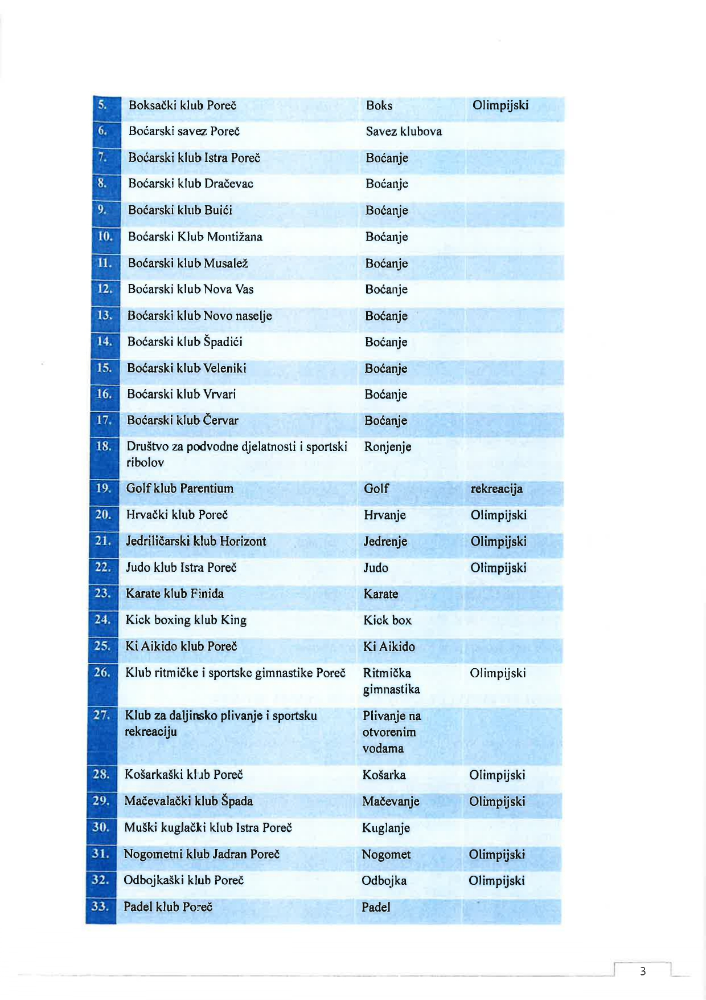 5. Boksački klub Poreč Boks Olimpijski
6. Boćarski savez Poreč Savez klubova
7. Boćarski klub Istra Poreč Boćanje
8. Boćarski klub Dračevac Boćanje
9. Boćarski klub Buići Boćanje
10. Boćarski Klub Montižana Boćanje
11. Boćarski klub Musalež Boćanje
12. Boćarski klub Nova Vas Boćanje
13. Boćarski klub Novo naselje Boćanje
14. Boćarski klub Špadići Boćanje
15. Boćarski klub Veleniki Boćanje
16. Boćarski klub Vrvari Boćanje
17. Boćarski klub Červar Boćanje
18. Društvo za podvodne djelatnosti i sportski Ronjenje
ribolov
19. Golf klub Parentium Golf rekreacija
20. Hrvački klub Poreč Hrvanje Olimpijski
21. Jedriličarski klub Horizont Jedrenje Olimpijski
22. Judo klub Istra Poreč Judo Olimpijski
23. Karate klub Finida Karate
24. Kick boxing klub King Kick box
25. Ki Aikido klub Poreč Ki Aikido
26. Klub ritmičke i sportske gimnastike Poreč Ritmička Olimpijski
gimnastika
27. Klub za daljinsko plivanje i sportsku Plivanje na
rekreaciju otvorenim
vodama
28. Košarkaški klub Poreč Košarka Olimpijski
29. Mačevalački klub Špada Mačevanje Olimpijski
30. Muški kuglački klub Istra Poreč Kuglanje
31. Nogometni klub Jadran Poreč Nogomet Olimpijski
32. Odbojkaški klub Poreč Odbojka Olimpijski
33. Padel klub Poreč Padel
3